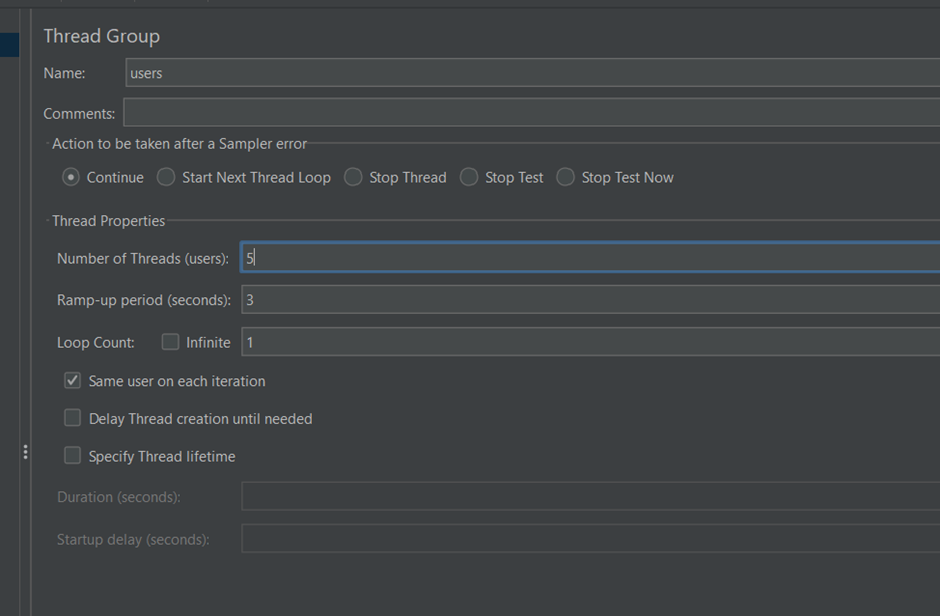 Thread Group
Name: users
Comments:
Action to be taken after a Sampler error
Continue Start Next Thread Loop Stop Thread Stop Test Stop Test Now
Thread Properties
Number of Threads (users): 5
Ramp-up period (seconds): 3
Loop Count: Infinite 1
Same user on each iteration
Delay Thread creation until needed
Specify Thread lifetime
Duration (seconds):
Startup delay (seconds):